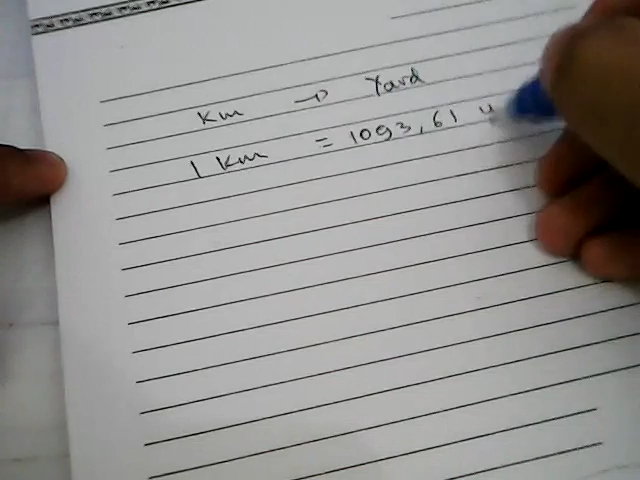 Km → Yard
1 Km = 1093,61 y